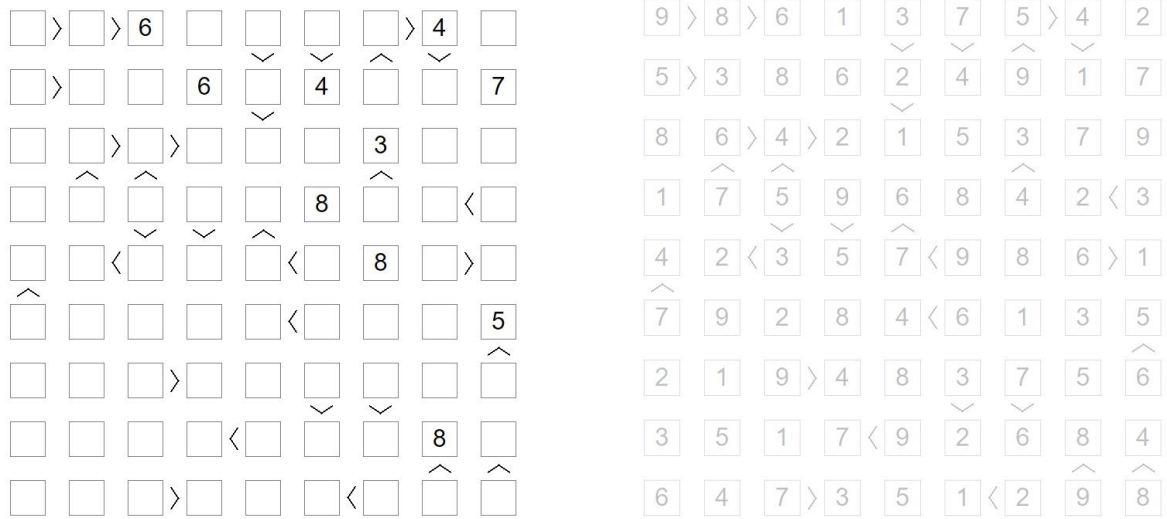 6 4 9 8 6 1 3 7 5 4 2
6 4 7 5 3 8 6 2 4 9 1 7
3 8 6 4 2 1 5 3 7 9
8 1 7 5 9 6 8 4 2 3
8 4 2 3 5 7 9 8 6 1
5 7 9 2 8 4 6 1 3 5
2 1 9 4 8 3 7 5 6
8 3 5 1 7 9 2 6 8 4
6 4 7 3 5 1 2 9 8